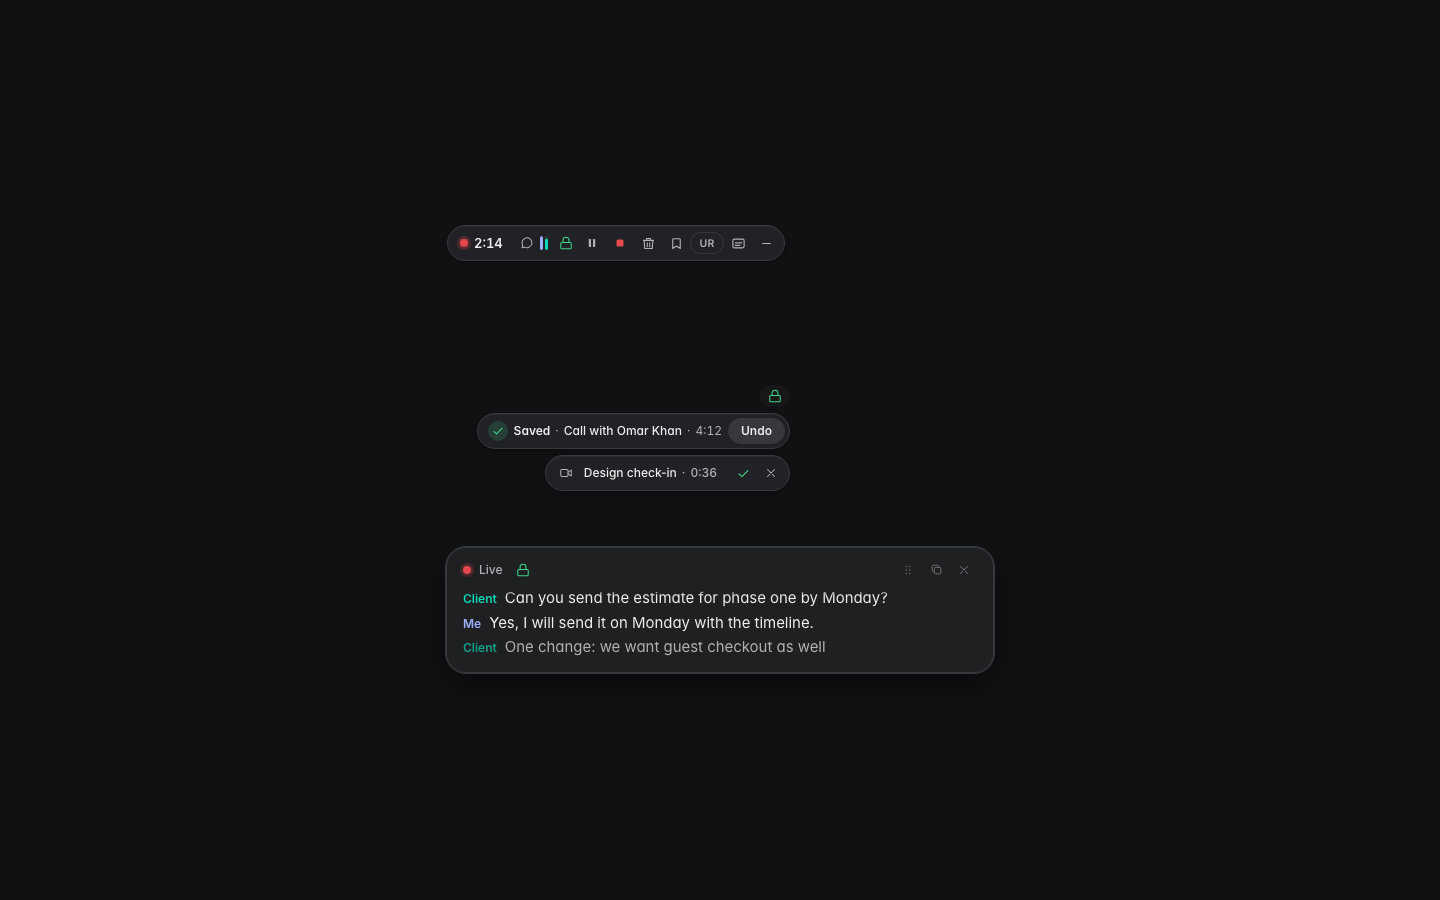 2:14 UR
Saved · Call with Omar Khan · 4:12 Undo
Design check-in · 0:36
Live
Client Can you send the estimate for phase one by Monday?
Me Yes, I will send it on Monday with the timeline.
Client One change: we want guest checkout as well